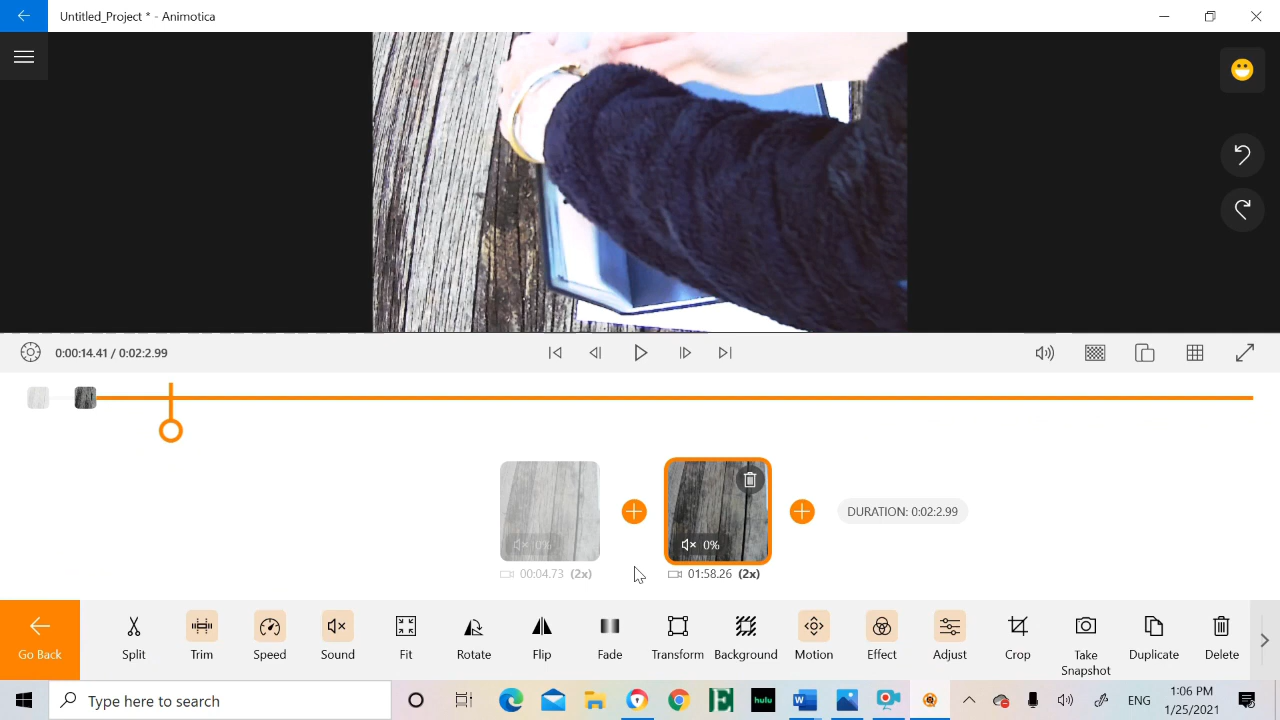 Untitled_Project * - Animotica
0:00:14.41 / 0:02:2.99
0%
0%
DURATION: 0:02:2.99
00:04.73 (2x)
01:58.26 (2x)
Go Back
Split
Trim
Speed
Sound
Fit
Rotate
Flip
Fade
Transform
Background
Motion
Effect
Adjust
Crop
Take Snapshot
Duplicate
Delete
Type here to search
E
hulu
W
ENG
1:06 PM
1/25/2021